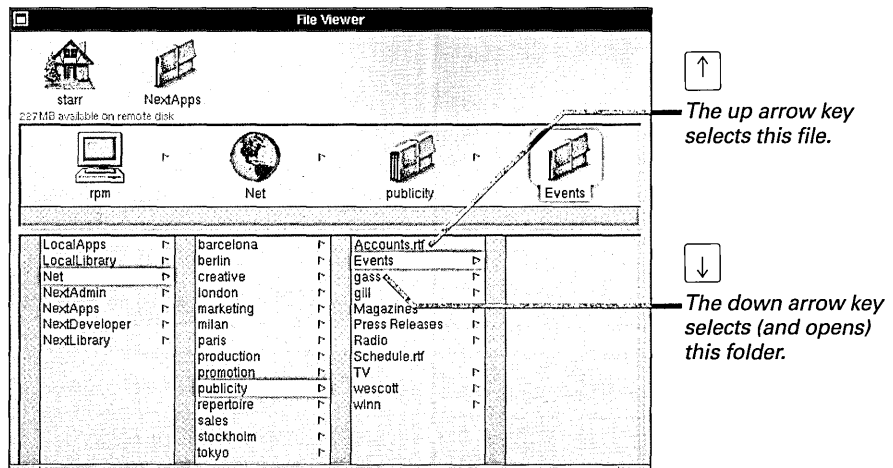 File Viewer
starr
NextApps
227MB available on remote disk
rpm
Net
publicity
Events
LocalApps
LocalLibrary
Net
NextAdmin
NextApps
NextDeveloper
NextLibrary
barcelona
berlin
creative
london
marketing
milan
paris
production
promotion
publicity
repertoire
sales
stockholm
tokyo
Accounts.rtf
Events
gass
gill
Magazines
Press Releases
Radio
Schedule.rtf
TV
wescott
winn
↑
The up arrow key
selects this file.
↓
The down arrow key
selects (and opens)
this folder.